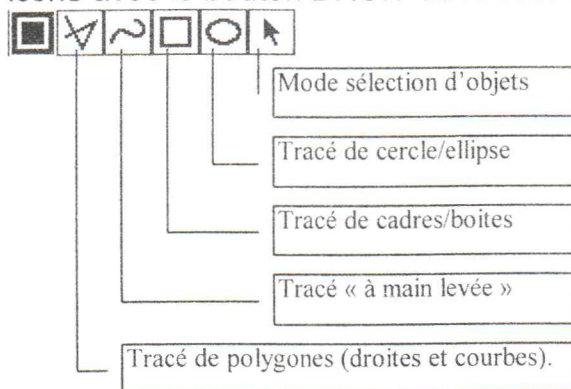 Mode sélection d'objets
Tracé de cercle/ellipse
Tracé de cadres/boites
Tracé « à main levée »
Tracé de polygones (droites et courbes).